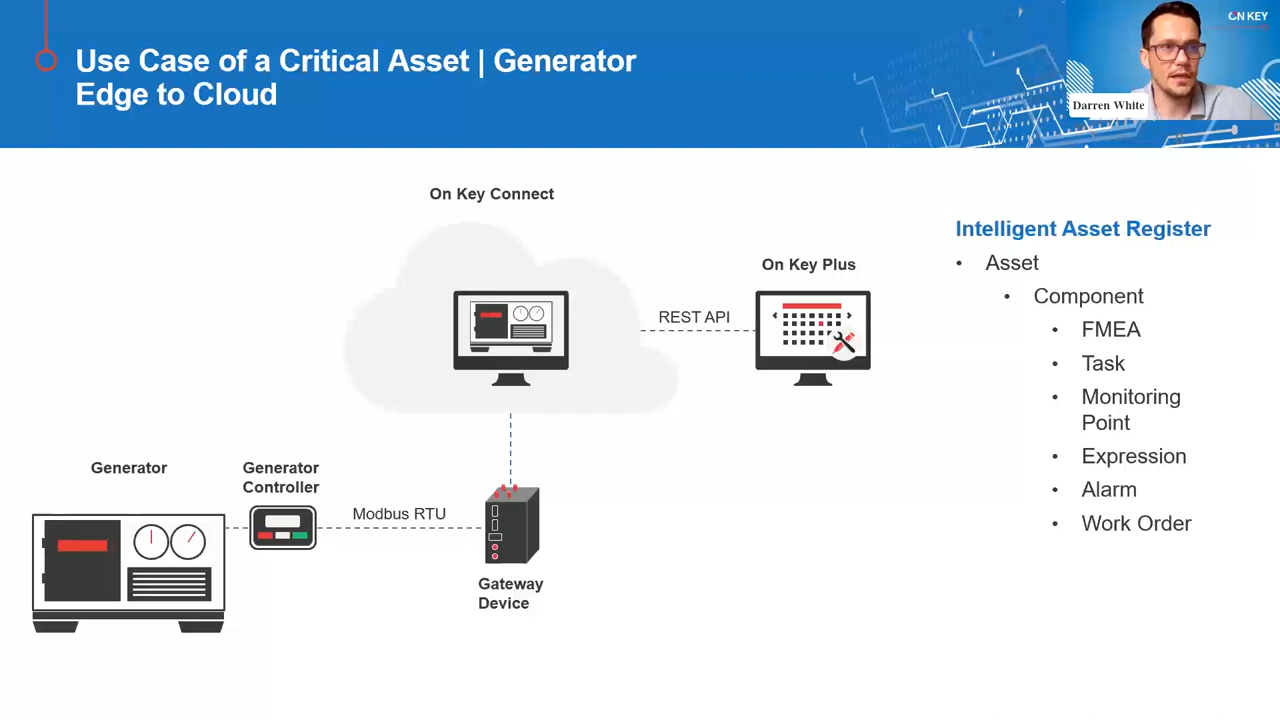 Use Case of a Critical Asset | Generator
Edge to Cloud
ON KEY
Darren White
On Key Connect
On Key Plus
REST API
Generator
Generator
Controller
Modbus RTU
Gateway
Device
Intelligent Asset Register
• Asset
• Component
• FMEA
• Task
• Monitoring
Point
• Expression
• Alarm
• Work Order